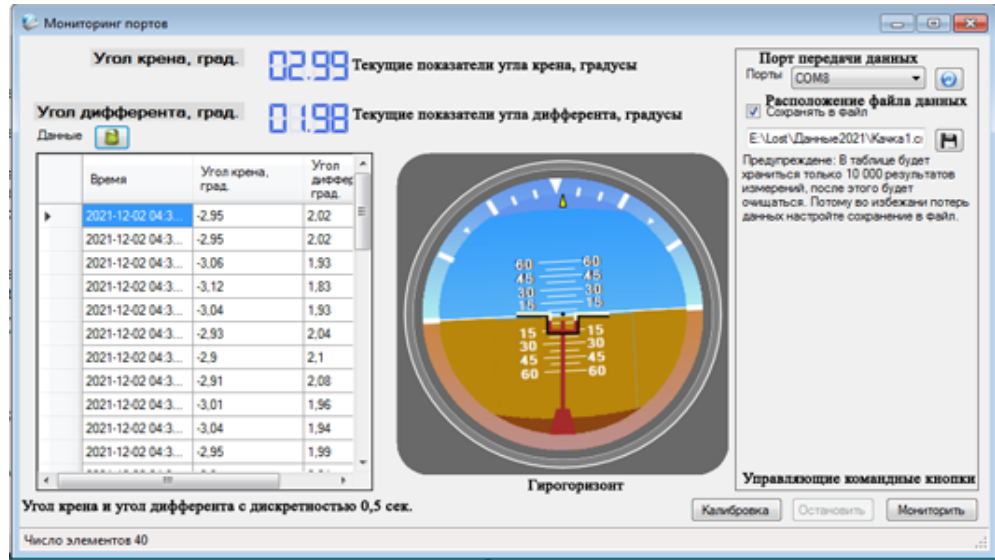 Мониторинг портов
Угол крена, град.
02.99
Текущие показатели угла крена, градусы
Угол дифферента, град.
01.98
Текущие показатели угла дифферента, градусы
Данные
Время
Угол крена, град.
Угол диффер град.
2021-12-02 04:3... -2.95 2,02
2021-12-02 04:3... -2.95 2.02
2021-12-02 04:3... -3,06 1,93
2021-12-02 04:3... -3,12 1,83
2021-12-02 04:3... -3,04 1,93
2021-12-02 04:3... -2,93 2,04
2021-12-02 04:3... -2.9 2,1
2021-12-02 04:3... -2,91 2,08
2021-12-02 04:3... -3,01 1,96
2021-12-02 04:3... -3,04 1,94
2021-12-02 04:3... -2,95 1,99
60 60
45 45
30 30
15 15
15 15
30 30
45 45
60 60
Гирогоризонт
Порт передачи данных
Порты COM8
Расположение файла данных
Сохранять в файл
E:\Lost\Данные2021\Качка1.c
Предупреждене: В таблице будет
храниться только 10 000 результатов
измерений, после этого будет
очищаться. Потому во избежани потерь
данных настройте сохранение в файл.
Управляющие командные кнопки
Угол крена и угол дифферента с дискретностью 0,5 сек.
Калибровка
Остановить
Мониторить
Число элементов 40